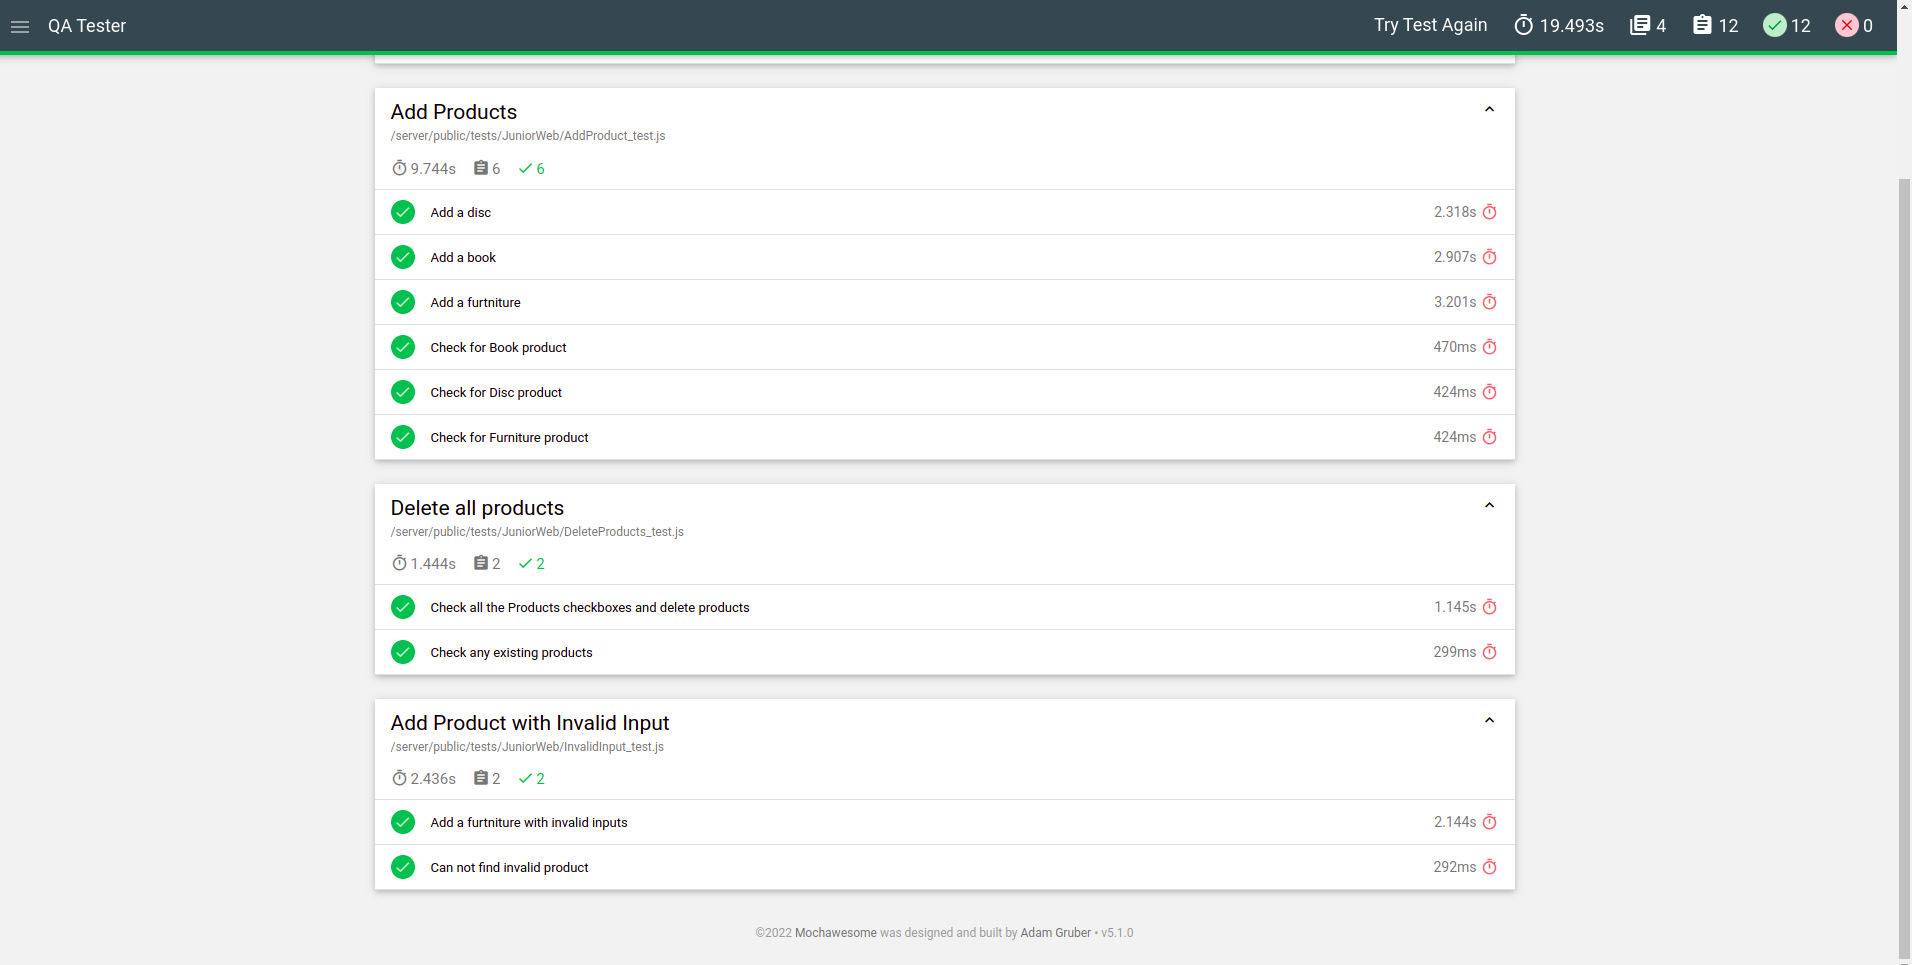 QA Tester
Try Test Again 19.493s 4 12 12 0
Add Products
/server/public/tests/JuniorWeb/AddProduct_test.js
9.744s 6 6
Add a disc 2.318s
Add a book 2.907s
Add a furtniture 3.201s
Check for Book product 470ms
Check for Disc product 424ms
Check for Furniture product 424ms
Delete all products
/server/public/tests/JuniorWeb/DeleteProducts_test.js
1.444s 2 2
Check all the Products checkboxes and delete products 1.145s
Check any existing products 299ms
Add Product with Invalid Input
/server/public/tests/JuniorWeb/InvalidInput_test.js
2.436s 2 2
Add a furtniture with invalid inputs 2.144s
Can not find invalid product 292ms
©2022 Mochawesome was designed and built by Adam Gruber • v5.1.0